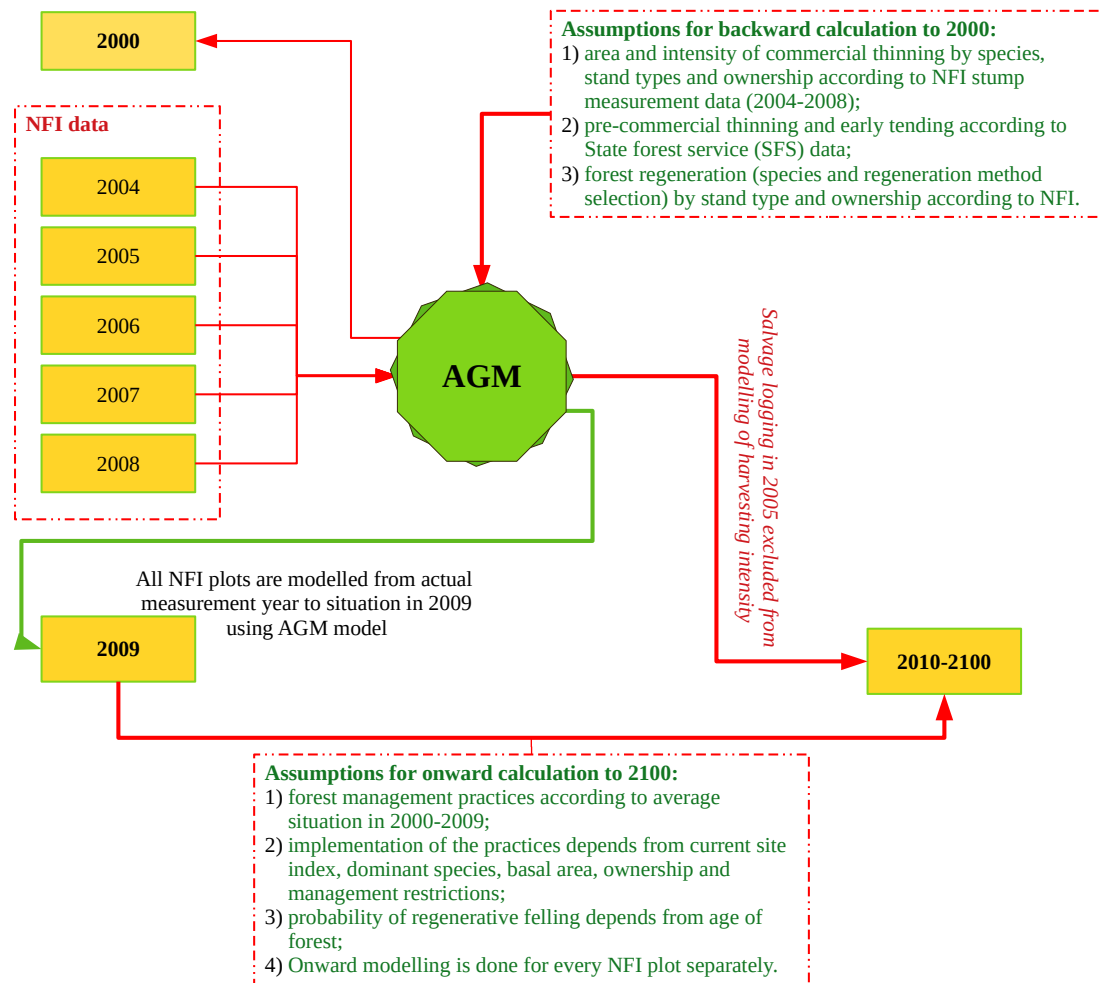 2000
Assumptions for backward calculation to 2000:
1) area and intensity of commercial thinning by species,
stand types and ownership according to NFI stump
measurement data (2004-2008);
2) pre-commercial thinning and early tending according to
State forest service (SFS) data;
3) forest regeneration (species and regeneration method
selection) by stand type and ownership according to NFI.
NFI data
2004
2005
2006
2007
2008
AGM
Salvage logging in 2005 excluded from
modelling of harvesting intensity
All NFI plots are modelled from actual
measurement year to situation in 2009
using AGM model
2009
2010-2100
Assumptions for onward calculation to 2100:
1) forest management practices according to average
situation in 2000-2009;
2) implementation of the practices depends from current site
index, dominant species, basal area, ownership and
management restrictions;
3) probability of regenerative felling depends from age of
forest;
4) Onward modelling is done for every NFI plot separately.